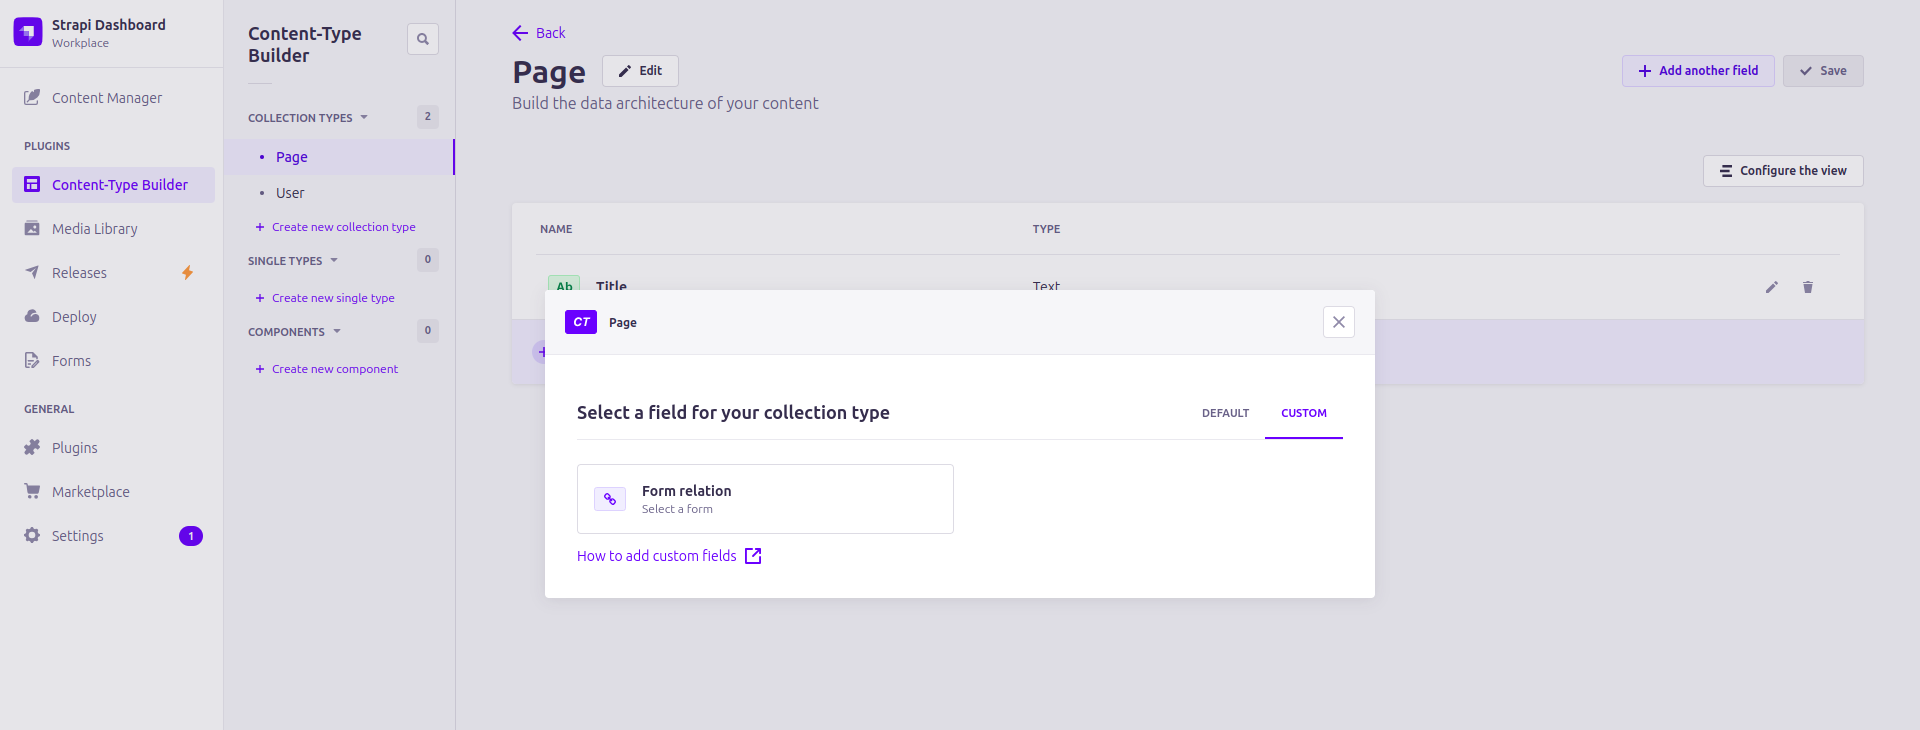 Strapi Dashboard
Workplace
Content Manager
PLUGINS
Content-Type Builder
Media Library
Releases
Deploy
Forms
GENERAL
Plugins
Marketplace
Settings
1
Content-Type
Builder
COLLECTION TYPES
2
Page
User
Create new collection type
SINGLE TYPES
0
Create new single type
COMPONENTS
0
Create new component
Back
Page
Edit
Build the data architecture of your content
Add another field
Save
Configure the view
NAME
TYPE
Ab
Title
Text
CT
Page
Select a field for your collection type
DEFAULT
CUSTOM
Form relation
Select a form
How to add custom fields